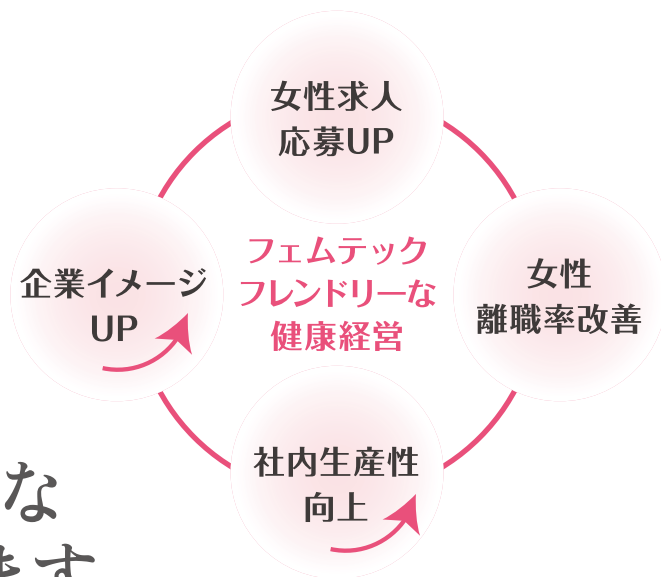 女性求人
応募UP
企業イメージ
UP
フェムテック
フレンドリーな
健康経営
女性
離職率改善
社内生産性
向上
な
ます